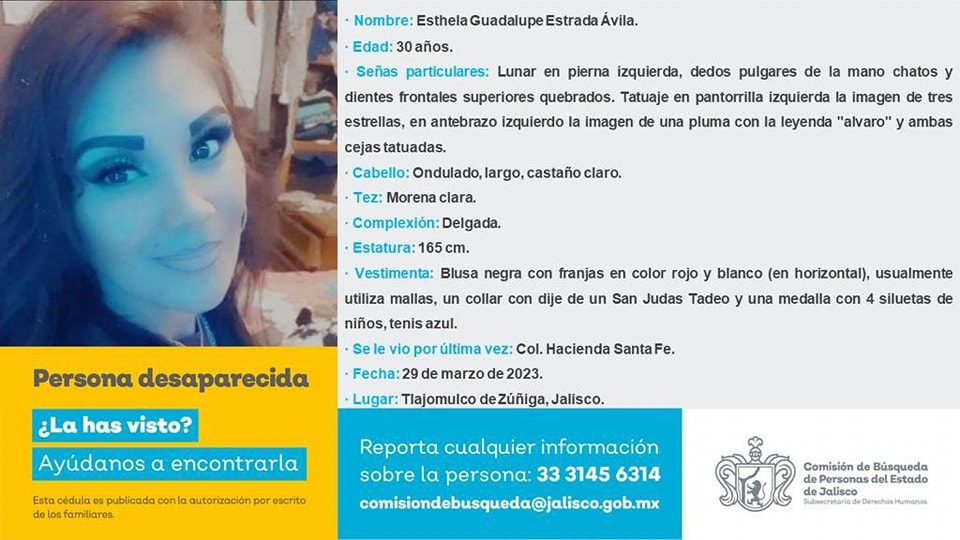 · Nombre: Esthela Guadalupe Estrada Ávila.
· Edad: 30 años.
· Señas particulares: Lunar en pierna izquierda, dedos pulgares de la mano chatos y
dientes frontales superiores quebrados. Tatuaje en pantorrilla izquierda la imagen de tres
estrellas, en antebrazo izquierdo la imagen de una pluma con la leyenda "alvaro" y ambas
cejas tatuadas.
· Cabello: Ondulado, largo, castaño claro.
· Tez: Morena clara.
· Complexión: Delgada.
· Estatura: 165 cm.
· Vestimenta: Blusa negra con franjas en color rojo y blanco (en horizontal), usualmente
utiliza mallas, un collar con dije de un San Judas Tadeo y una medalla con 4 siluetas de
niños, tenis azul.
· Se le vio por última vez: Col. Hacienda Santa Fe.
· Fecha: 29 de marzo de 2023.
· Lugar: Tlajomulco de Zúñiga, Jalisco.
Persona desaparecida
¿La has visto?
Ayúdanos a encontrarla
Esta cédula es publicada con la autorización por escrito
de los familiares.
Reporta cualquier información
sobre la persona: 33 3145 6314
comisiondebusqueda@jalisco.gob.mx
Comisión de Búsqueda
de Personas del Estado
de Jalisco
Subsecretaría de Derechos Humanos